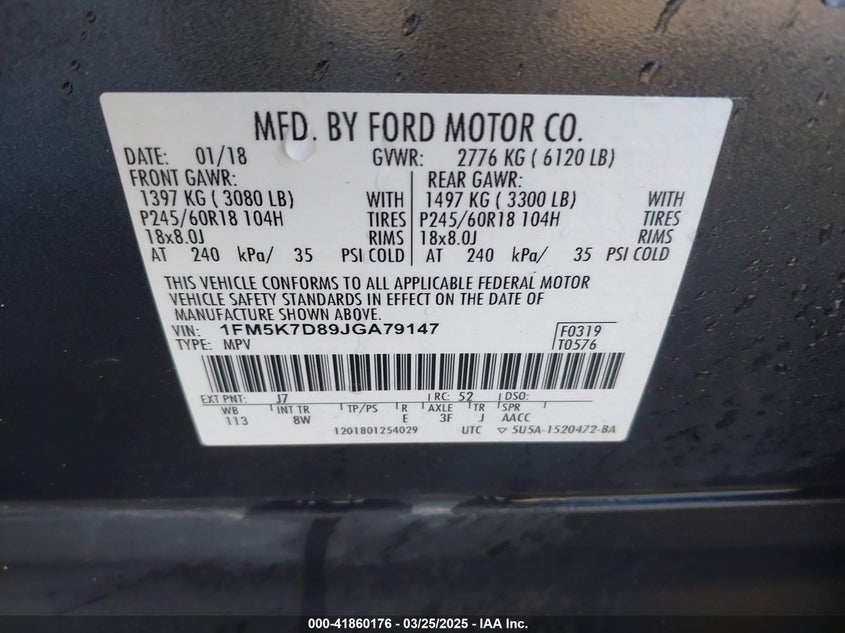 MFD. BY FORD MOTOR CO.
DATE: 01/18 GVWR: 2776 KG ( 6120 LB)
FRONT GAWR: REAR GAWR:
1397 KG ( 3080 LB) WITH 1497 KG ( 3300 LB) WITH
P245/60R18 104H TIRES P245/60R18 104H TIRES
18x8.0J RIMS 18x8.0J RIMS
AT 240 kPa/ 35 PSI COLD AT 240 kPa/ 35 PSI COLD
THIS VEHICLE CONFORMS TO ALL APPLICABLE FEDERAL MOTOR
VEHICLE SAFETY STANDARDS IN EFFECT ON THE DATE OF
MANUFACTURE SHOWN ABOVE.
VIN: 1FM5K7D89JGA79147 F0319
TYPE: MPV T0576
EXT PNT: J7 RC: 52 DSO:
WB INT TR TP/PS R AXLE TR SPR
113 8W E 3F J AACC
1201801254029 UTC ▽ 5U5A-1520472-BA
000-41860176 — 03/25/2025 — IAA Inc.